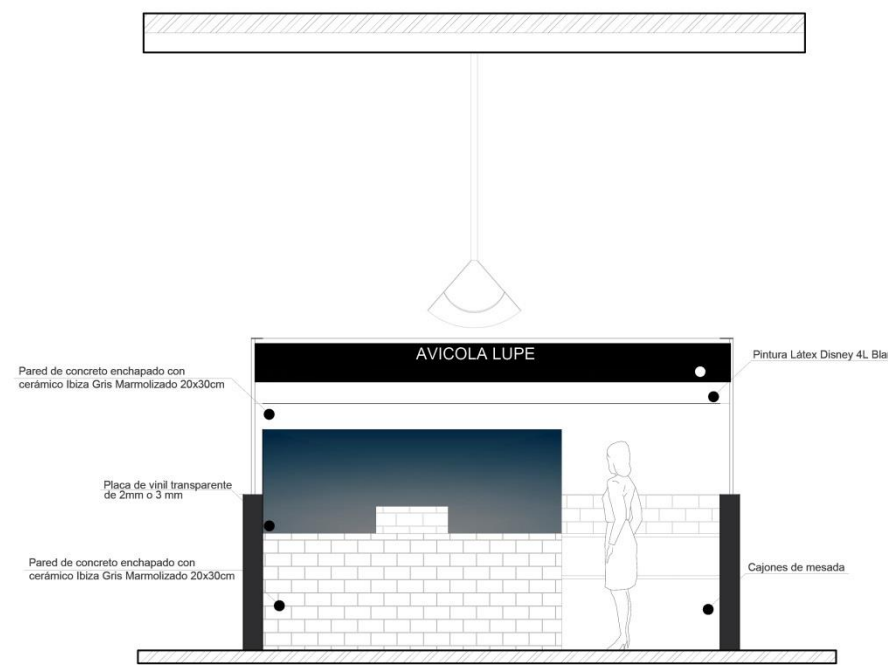 AVICOLA LUPE
Pintura Látex Disney 4L Bla
Pared de concreto enchapado con
cerámico Ibiza Gris Marmolizado 20x30cm
Placa de vinil transparente
de 2mm o 3 mm
Pared de concreto enchapado con
cerámico Ibiza Gris Marmolizado 20x30cm
Cajones de mesada